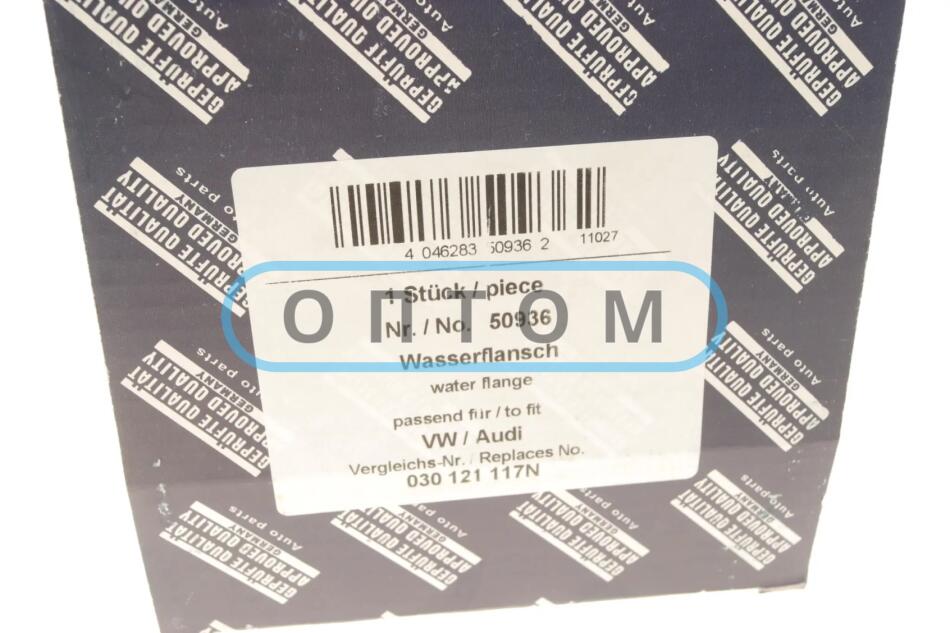 GEPRÜFTE QUALITÄT
APPROVED QUALITY
GERMANY
Auto parts
4 046283 50936 2 11027
1 Stück / piece
ОПТОМ
Nr. / No. 50936
Wasserflansch
water flange
passend für / to fit
VW / Audi
Vergleichs-Nr. / Replaces No.
030 121 117N